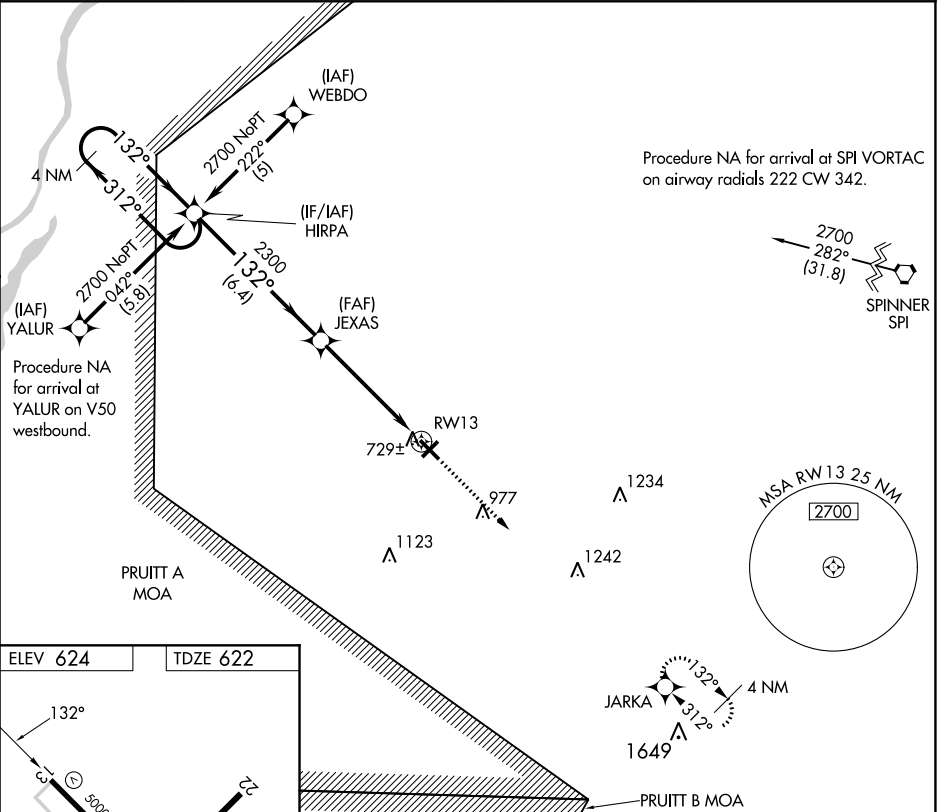 (IAF)
WEBDO
2700 NoPT
222°
(5)
132°
4 NM
312°
(IF/IAF)
HIRPA
2700 NoPT
042°
(5.8)
(IAF)
YALUR
Procedure NA
for arrival at
YALUR on V50
westbound.
2300
132°
(6.4)
(FAF)
JEXAS
Procedure NA for arrival at SPI VORTAC
on airway radials 222 CW 342.
2700
282°
(31.8)
SPINNER
SPI
RW13
729±
977
1234
1123
1242
MSA RW13 25 NM
2700
PRUITT A
MOA
JARKA
132°
312°
4 NM
1649
PRUITT B MOA
ELEV 624
TDZE 622
132°
13
V
5000
22